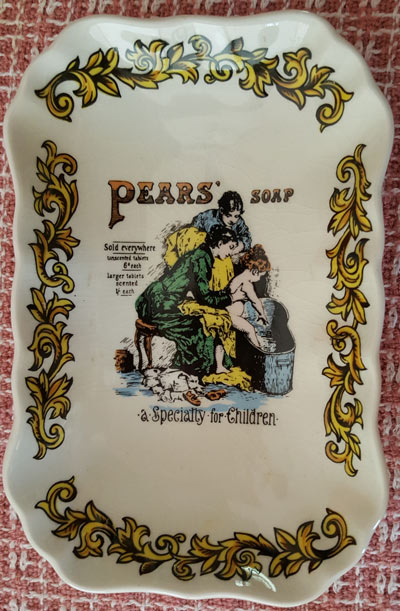 PEARS' SOAP
Sold everywhere
unscented tablets
6d each
larger tablets
scented
1/- each
·a·Specialty·for·Children·